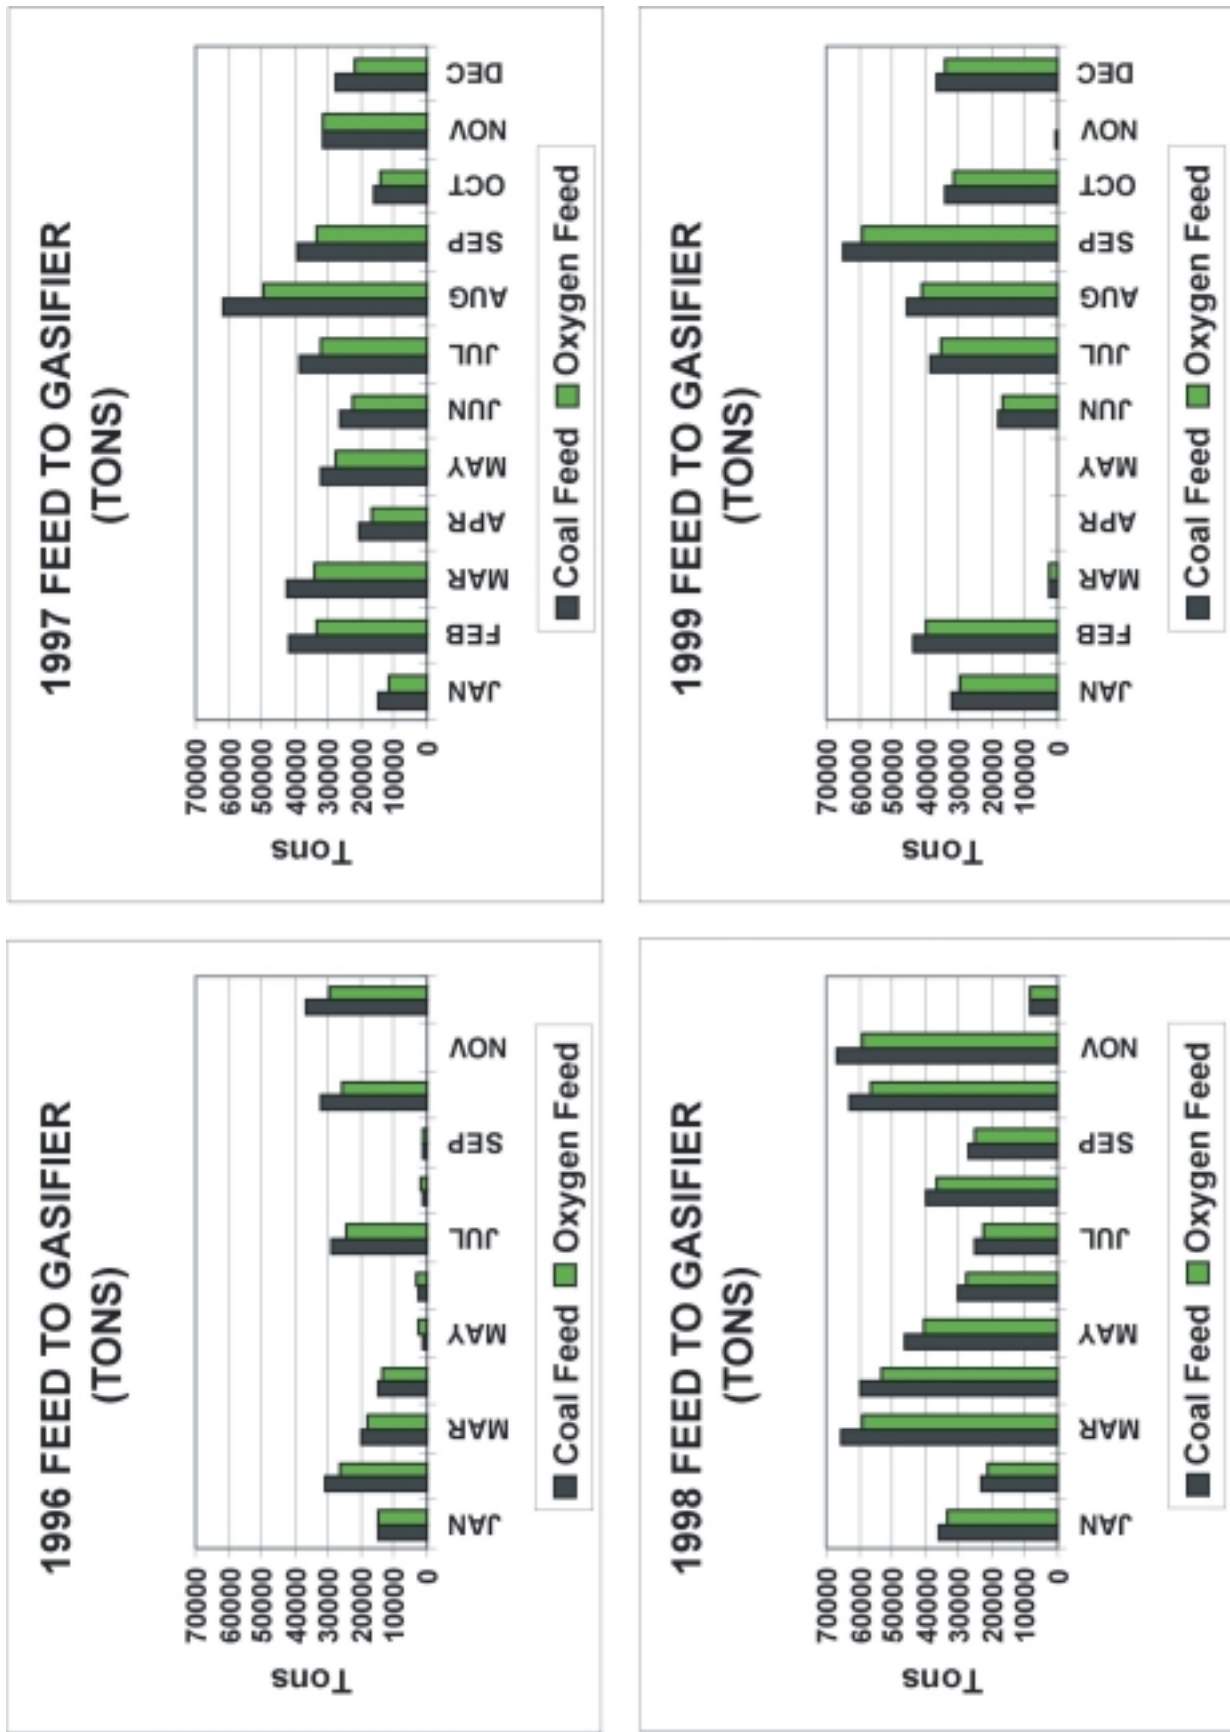 1996 FEED TO GASIFIER
(TONS)
Tons
70000
60000
50000
40000
30000
20000
10000
0
JAN MAR MAY JUL SEP NOV
Coal Feed Oxygen Feed
1997 FEED TO GASIFIER
(TONS)
Tons
70000
60000
50000
40000
30000
20000
10000
0
JAN FEB MAR APR MAY JUN JUL AUG SEP OCT NOV DEC
Coal Feed Oxygen Feed
1998 FEED TO GASIFIER
(TONS)
Tons
70000
60000
50000
40000
30000
20000
10000
0
JAN MAR MAY JUL SEP NOV
Coal Feed Oxygen Feed
1999 FEED TO GASIFIER
(TONS)
Tons
70000
60000
50000
40000
30000
20000
10000
0
JAN FEB MAR APR MAY JUN JUL AUG SEP OCT NOV DEC
Coal Feed Oxygen Feed